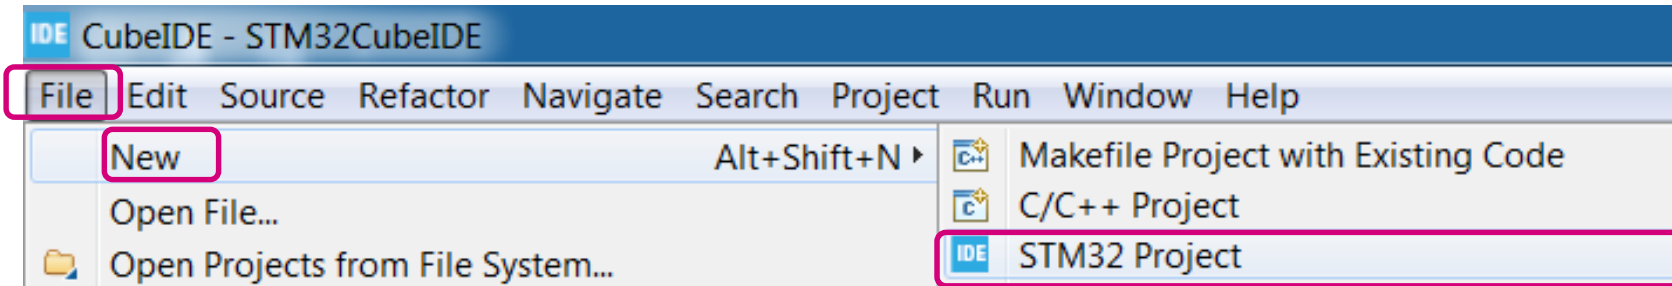 IDE CubeIDE - STM32CubeIDE
File Edit Source Refactor Navigate Search Project Run Window Help
New Alt+Shift+N
Open File...
Open Projects from File System...
C++ Makefile Project with Existing Code
C C/C++ Project
IDE STM32 Project